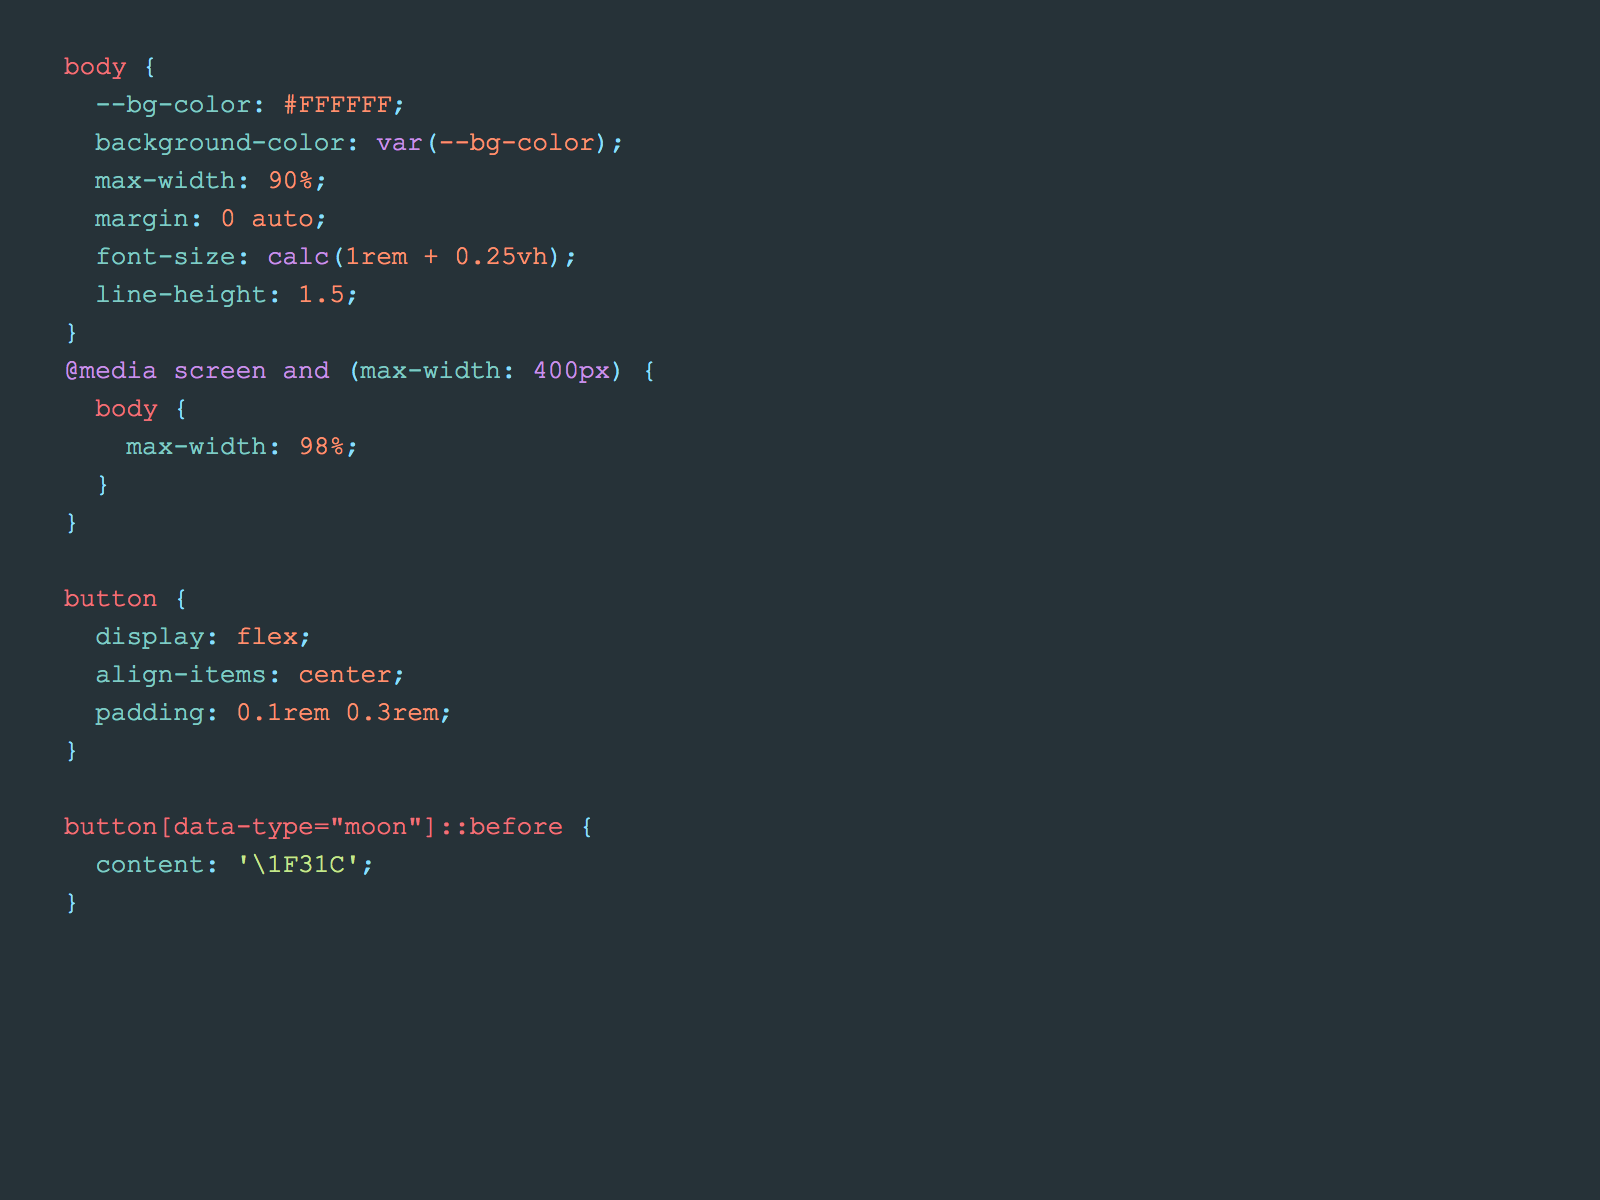 body {
  --bg-color: #FFFFFF;
  background-color: var(--bg-color);
  max-width: 90%;
  margin: 0 auto;
  font-size: calc(1rem + 0.25vh);
  line-height: 1.5;
}
@media screen and (max-width: 400px) {
  body {
    max-width: 98%;
  }
}

button {
  display: flex;
  align-items: center;
  padding: 0.1rem 0.3rem;
}

button[data-type="moon"]::before {
  content: '\1F31C';
}